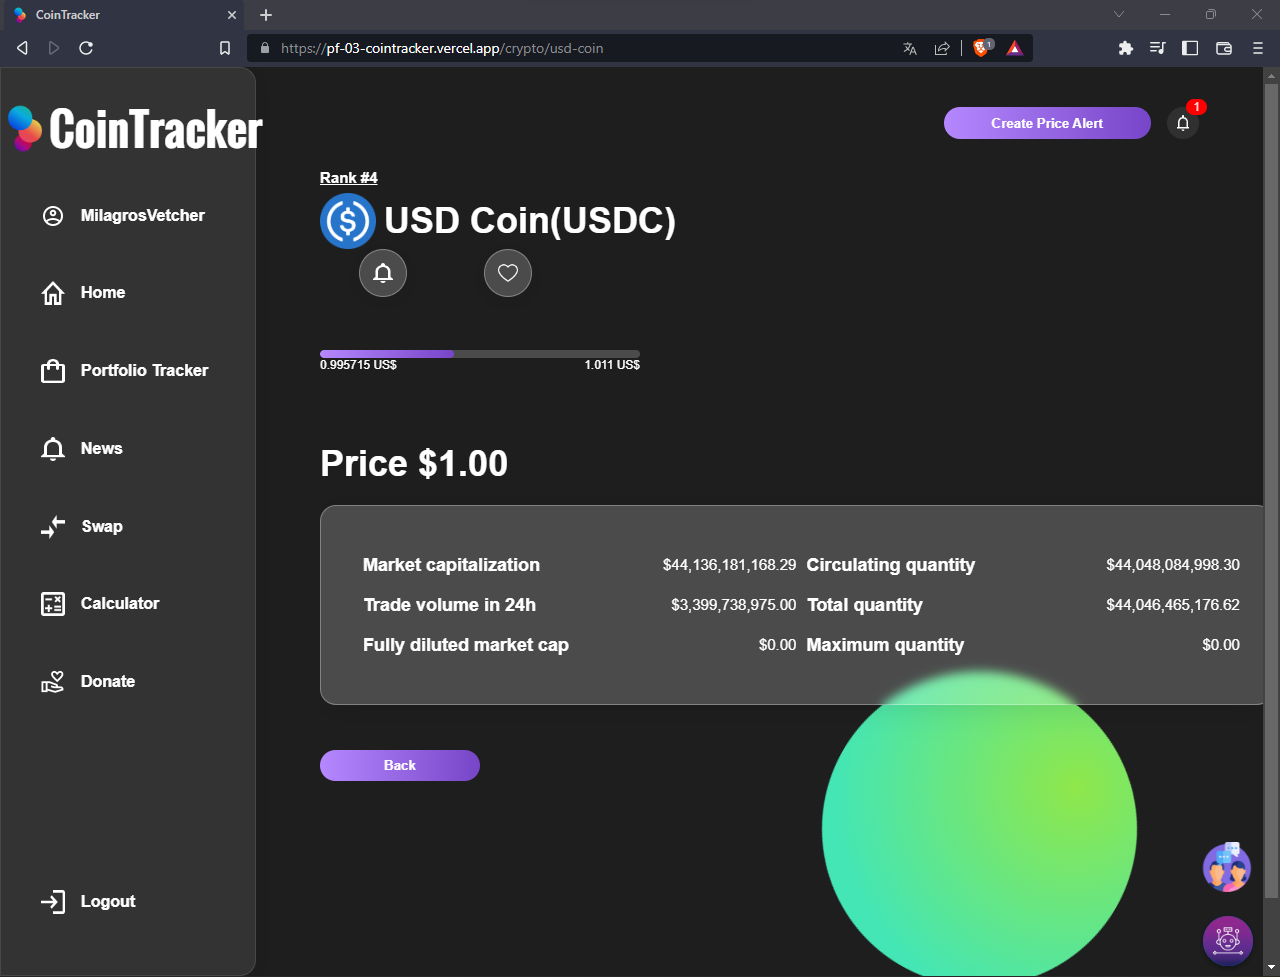 CoinTracker
https://pf-03-cointracker.vercel.app/crypto/usd-coin
1
CoinTracker
Create Price Alert
1
MilagrosVetcher
Home
Portfolio Tracker
News
Swap
Calculator
Donate
Logout
Rank #4
USD Coin(USDC)
0.995715 US$ 1.011 US$
Price $1.00
Market capitalization $44,136,181,168.29 Circulating quantity $44,048,084,998.30
Trade volume in 24h $3,399,738,975.00 Total quantity $44,046,465,176.62
Fully diluted market cap $0.00 Maximum quantity $0.00
Back